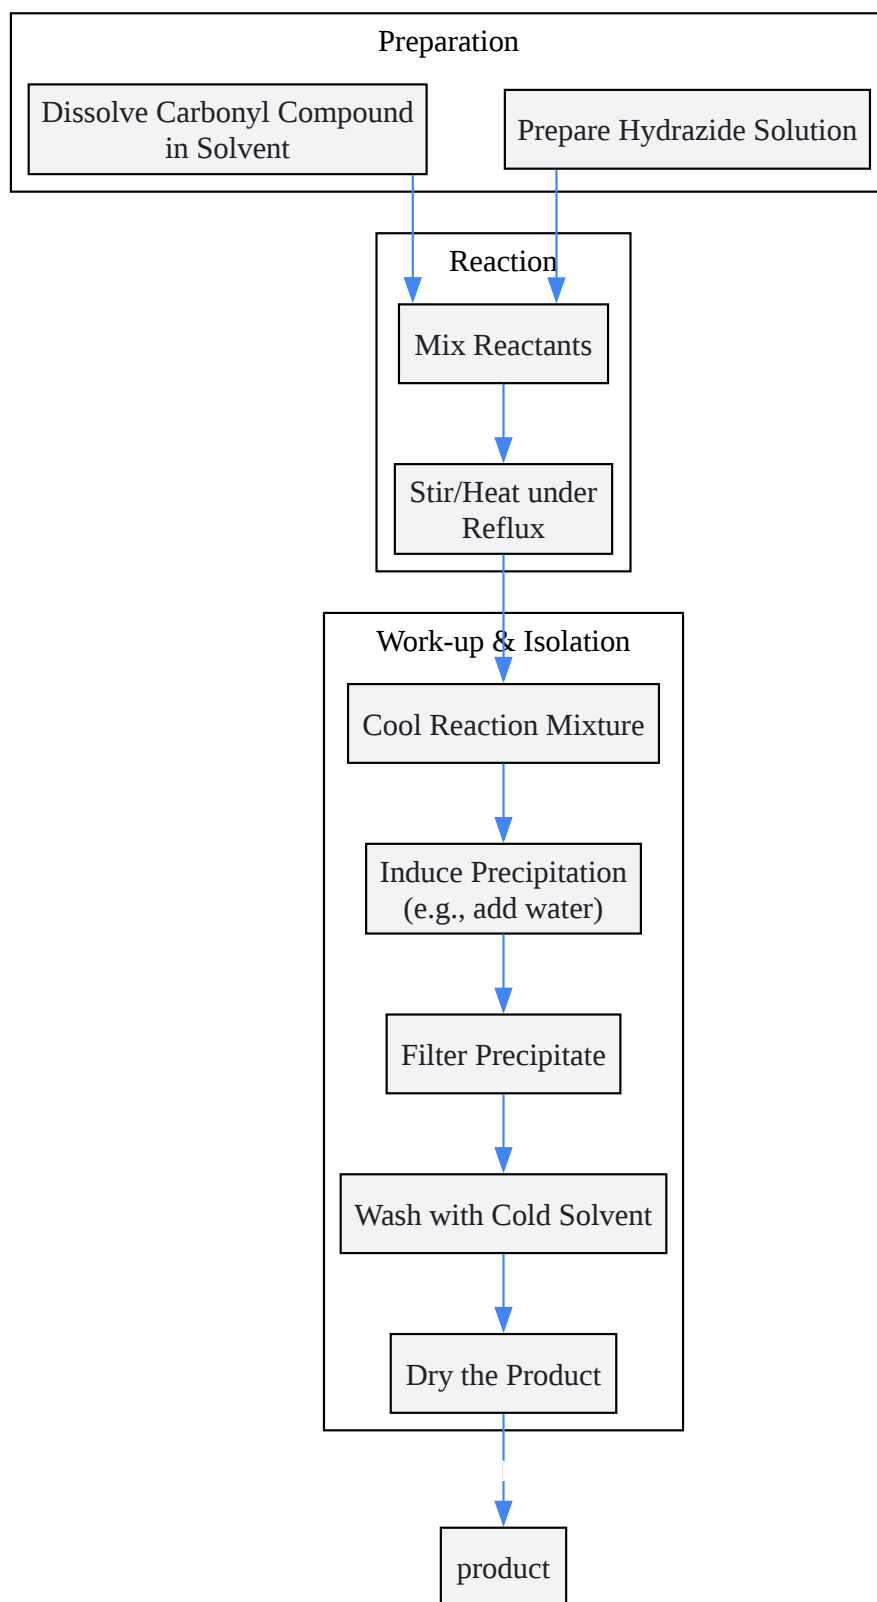 Preparation
Dissolve Carbonyl Compound
in Solvent
Prepare Hydrazide Solution
Reaction
Mix Reactants
Stir/Heat under
Reflux
Work-up & Isolation
Cool Reaction Mixture
Induce Precipitation
(e.g., add water)
Filter Precipitate
Wash with Cold Solvent
Dry the Product
product